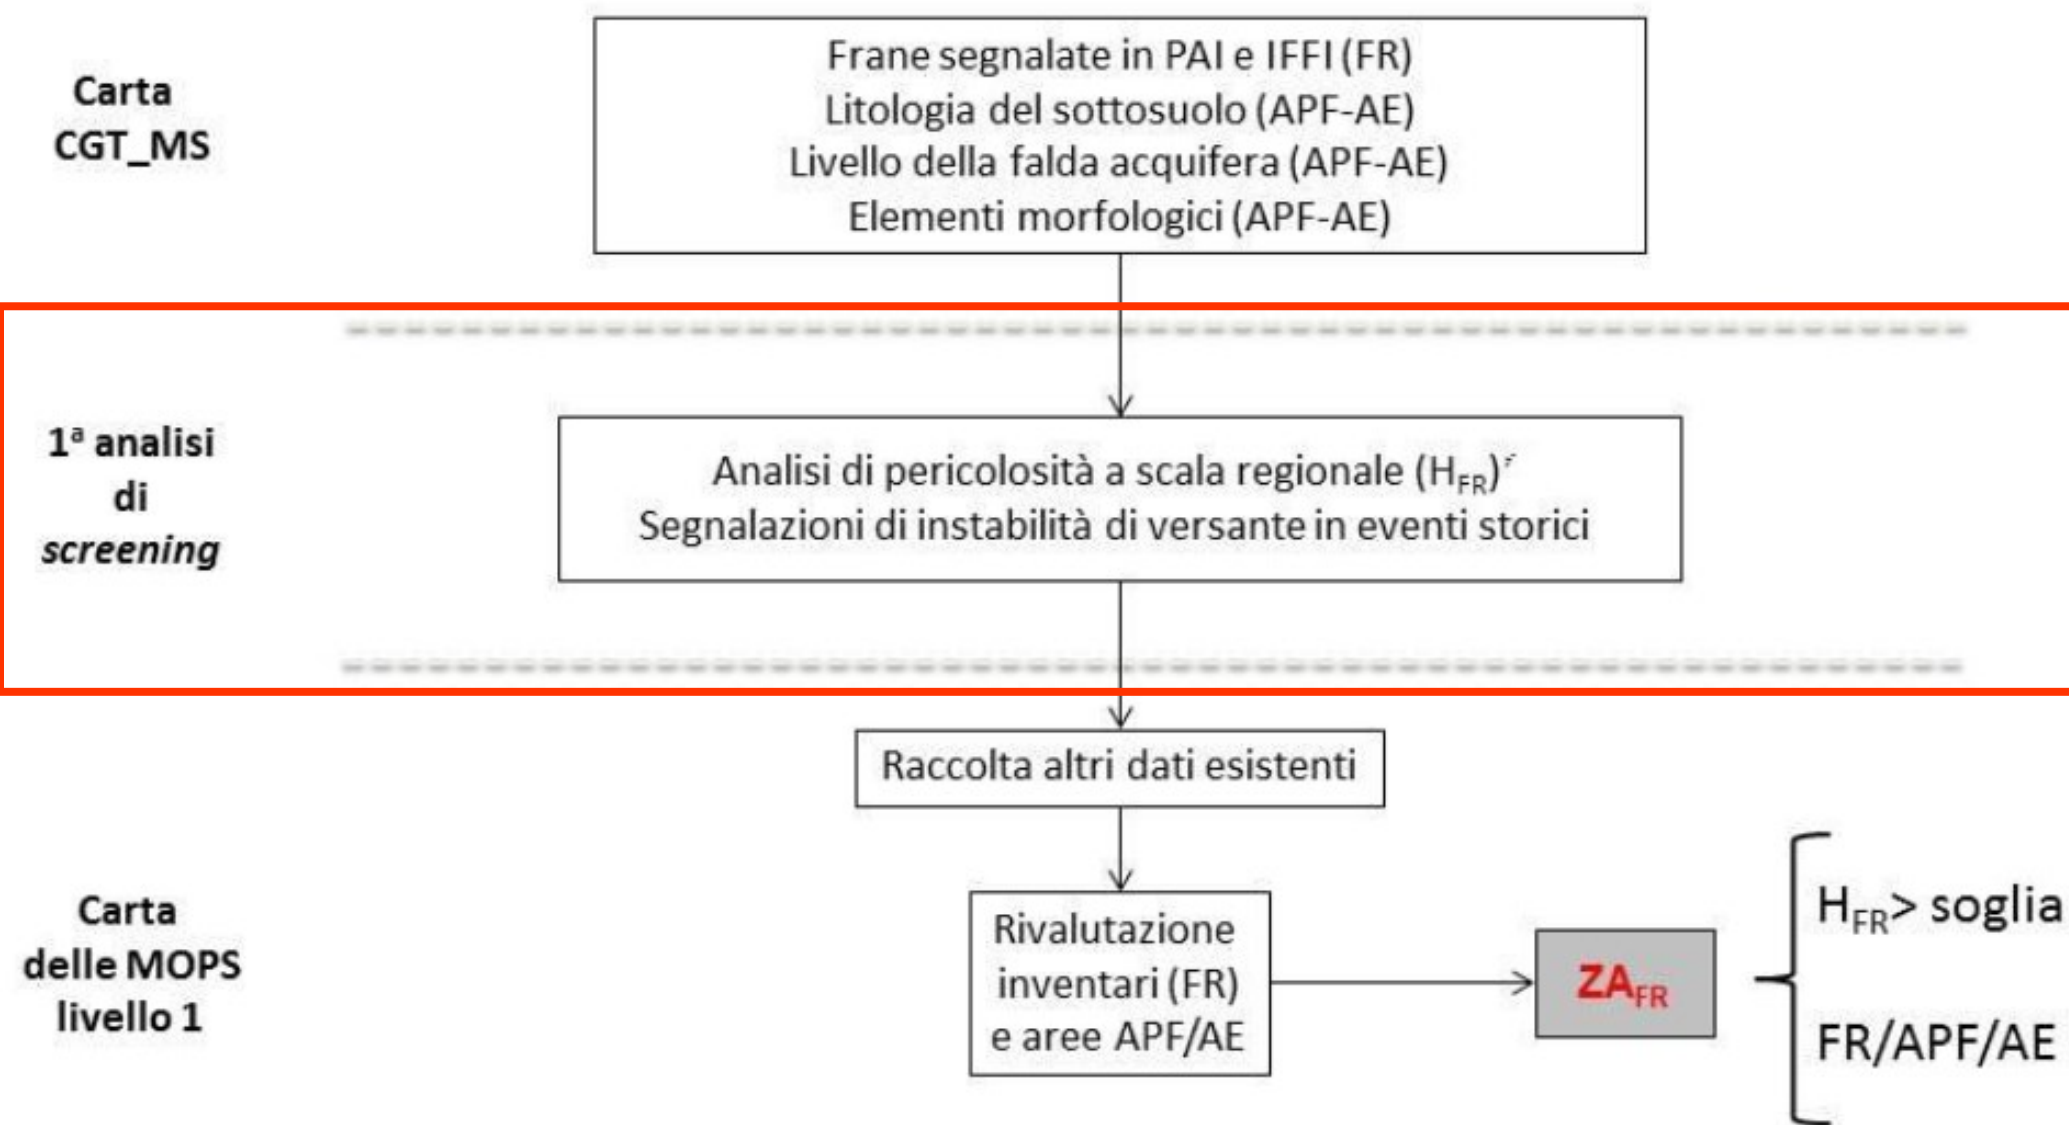 Carta
CGT_MS
Frane segnalate in PAI e IFFI (FR)
Litologia del sottosuolo (APF-AE)
Livello della falda acquifera (APF-AE)
Elementi morfologici (APF-AE)
1ª analisi
di
screening
Analisi di pericolosità a scala regionale (HFR)
Segnalazioni di instabilità di versante in eventi storici
Raccolta altri dati esistenti
Carta
delle MOPS
livello 1
Rivalutazione
inventari (FR)
e aree APF/AE
ZAFR
HFR> soglia
FR/APF/AE